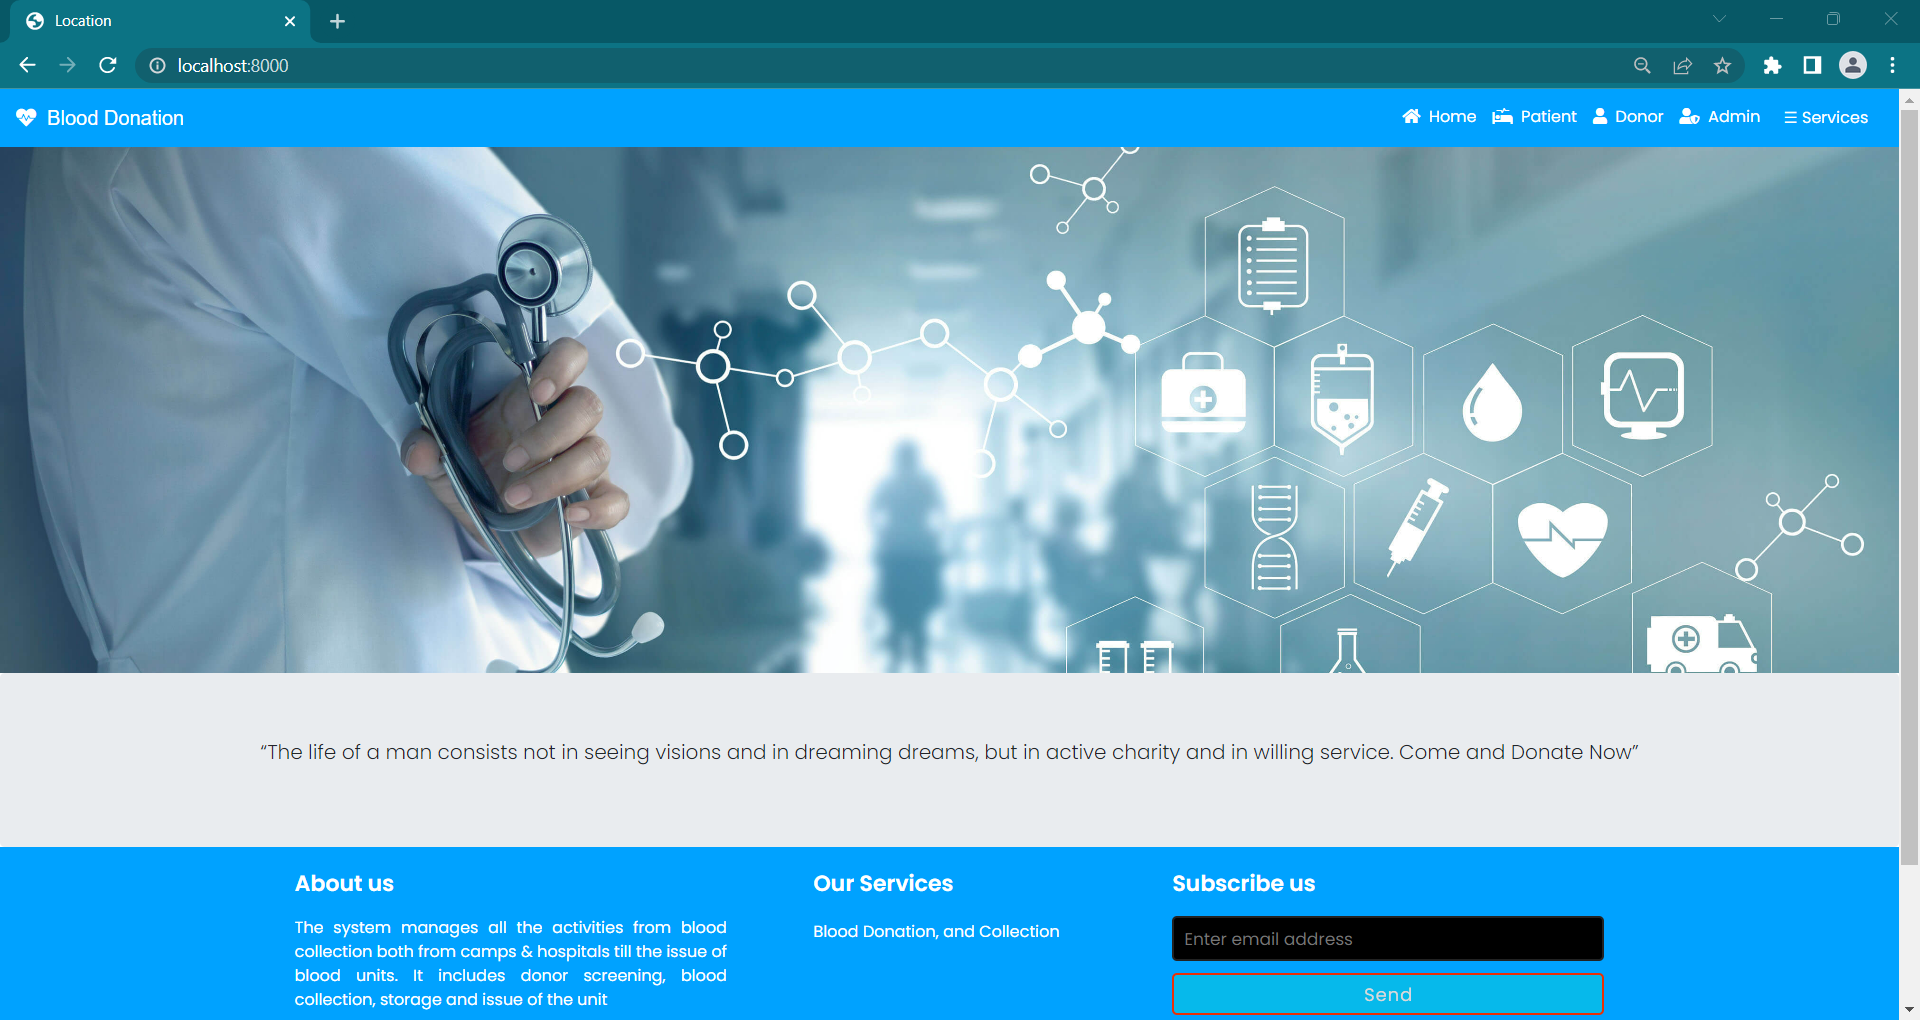 Location
localhost:8000
Blood Donation
Home Patient Donor Admin ☰ Services
“The life of a man consists not in seeing visions and in dreaming dreams, but in active charity and in willing service. Come and Donate Now”
About us
The system manages all the activities from blood
collection both from camps & hospitals till the issue of
blood units. It includes donor screening, blood
collection, storage and issue of the unit
Our Services
Blood Donation, and Collection
Subscribe us
Enter email address
Send